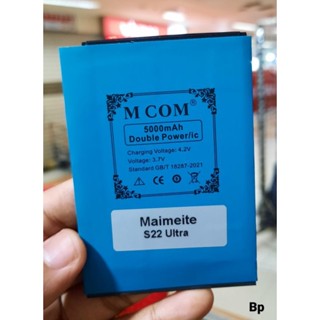 M COM®
5000mAh
Double Power/ic
Charging Voltage: 4.2V
Voltage: 3.7V
Standard GB/T 18287-2021
Maimeite
S22 Ultra
Bp